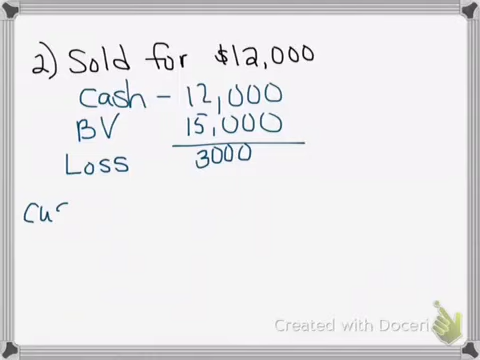 2) Sold for $12,000
Cash - 12,000
BV 15,000
Loss 3000
Created with Doceri